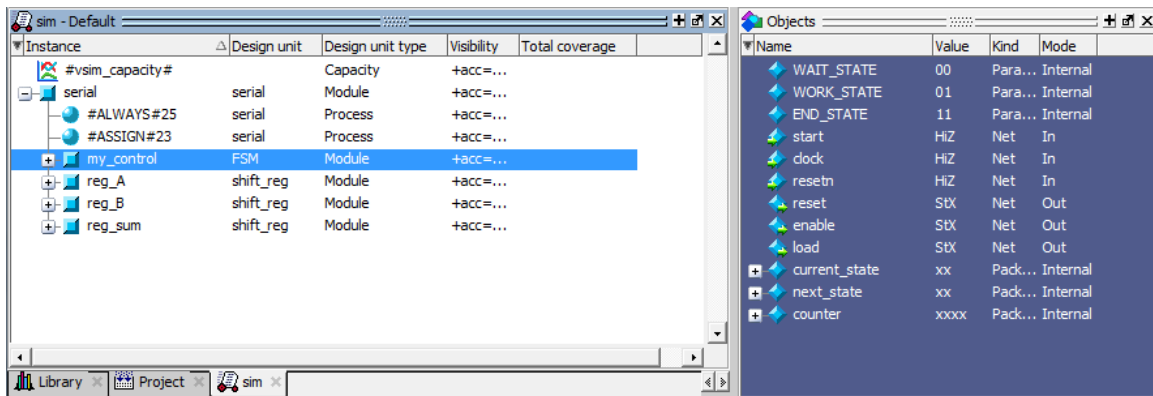 sim - Default
Instance Design unit Design unit type Visibility Total coverage
#vsim_capacity# Capacity +acc=...
serial serial Module +acc=...
#ALWAYS#25 serial Process +acc=...
#ASSIGN#23 serial Process +acc=...
my_control FSM Module +acc=...
reg_A shift_reg Module +acc=...
reg_B shift_reg Module +acc=...
reg_sum shift_reg Module +acc=...
Library Project sim
Objects
Name Value Kind Mode
WAIT_STATE 00 Para... Internal
WORK_STATE 01 Para... Internal
END_STATE 11 Para... Internal
start HiZ Net In
clock HiZ Net In
resetn HiZ Net In
reset StX Net Out
enable StX Net Out
load StX Net Out
current_state xx Pack... Internal
next_state xx Pack... Internal
counter xxxx Pack... Internal